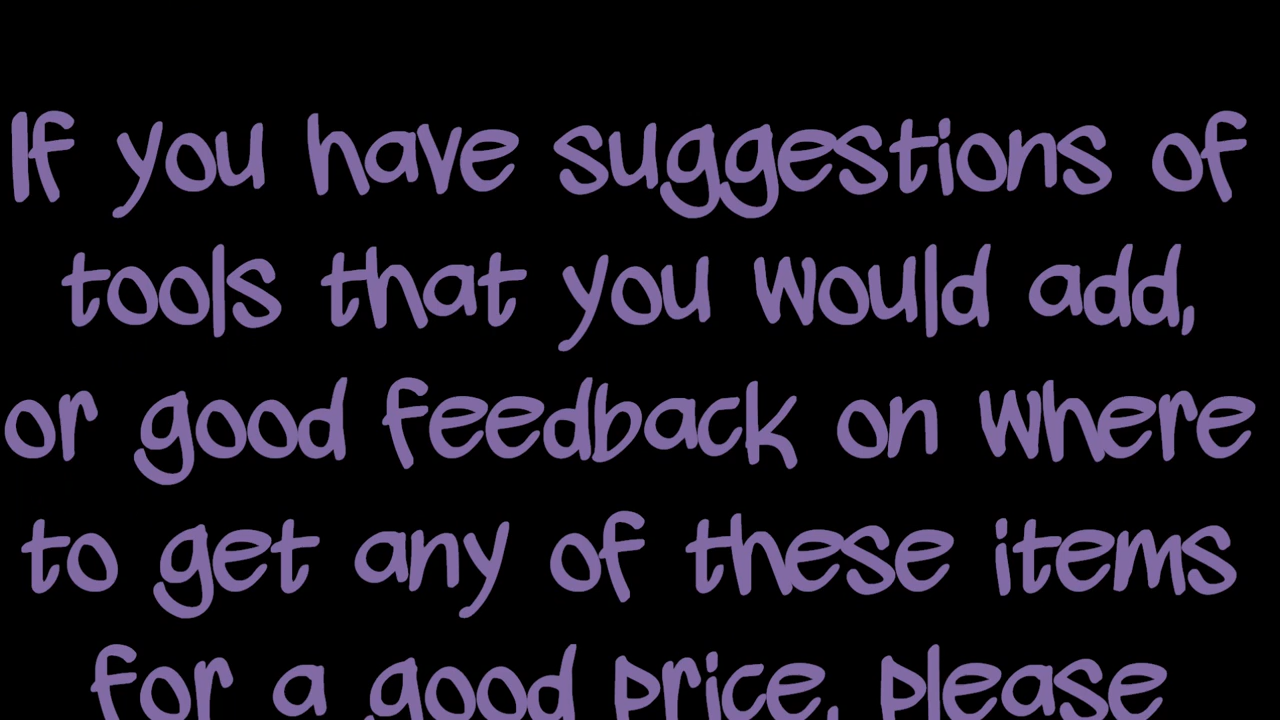 If you have suggestions of
tools that you would add,
or good feedback on where
to get any of these items
for a good price, please